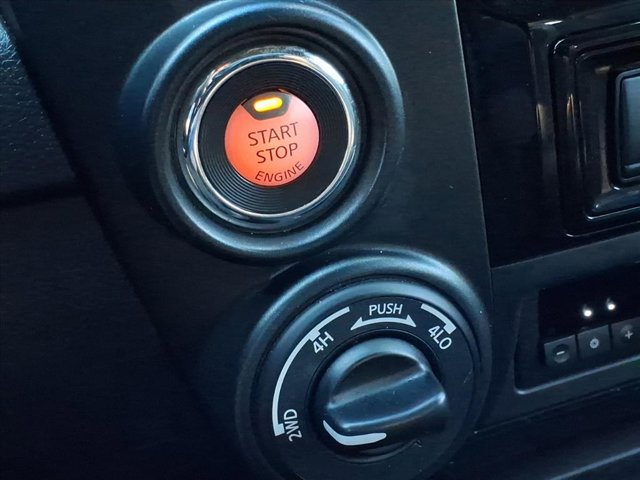 START
STOP
ENGINE
PUSH
4H
4LO
2WD